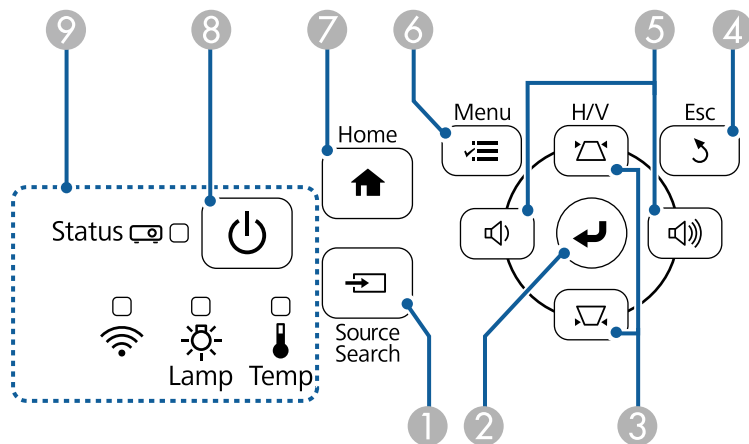 9 8 7 6 5 4
Menu H/V Esc
Home
Status
Source
Search
Lamp Temp
1 2 3